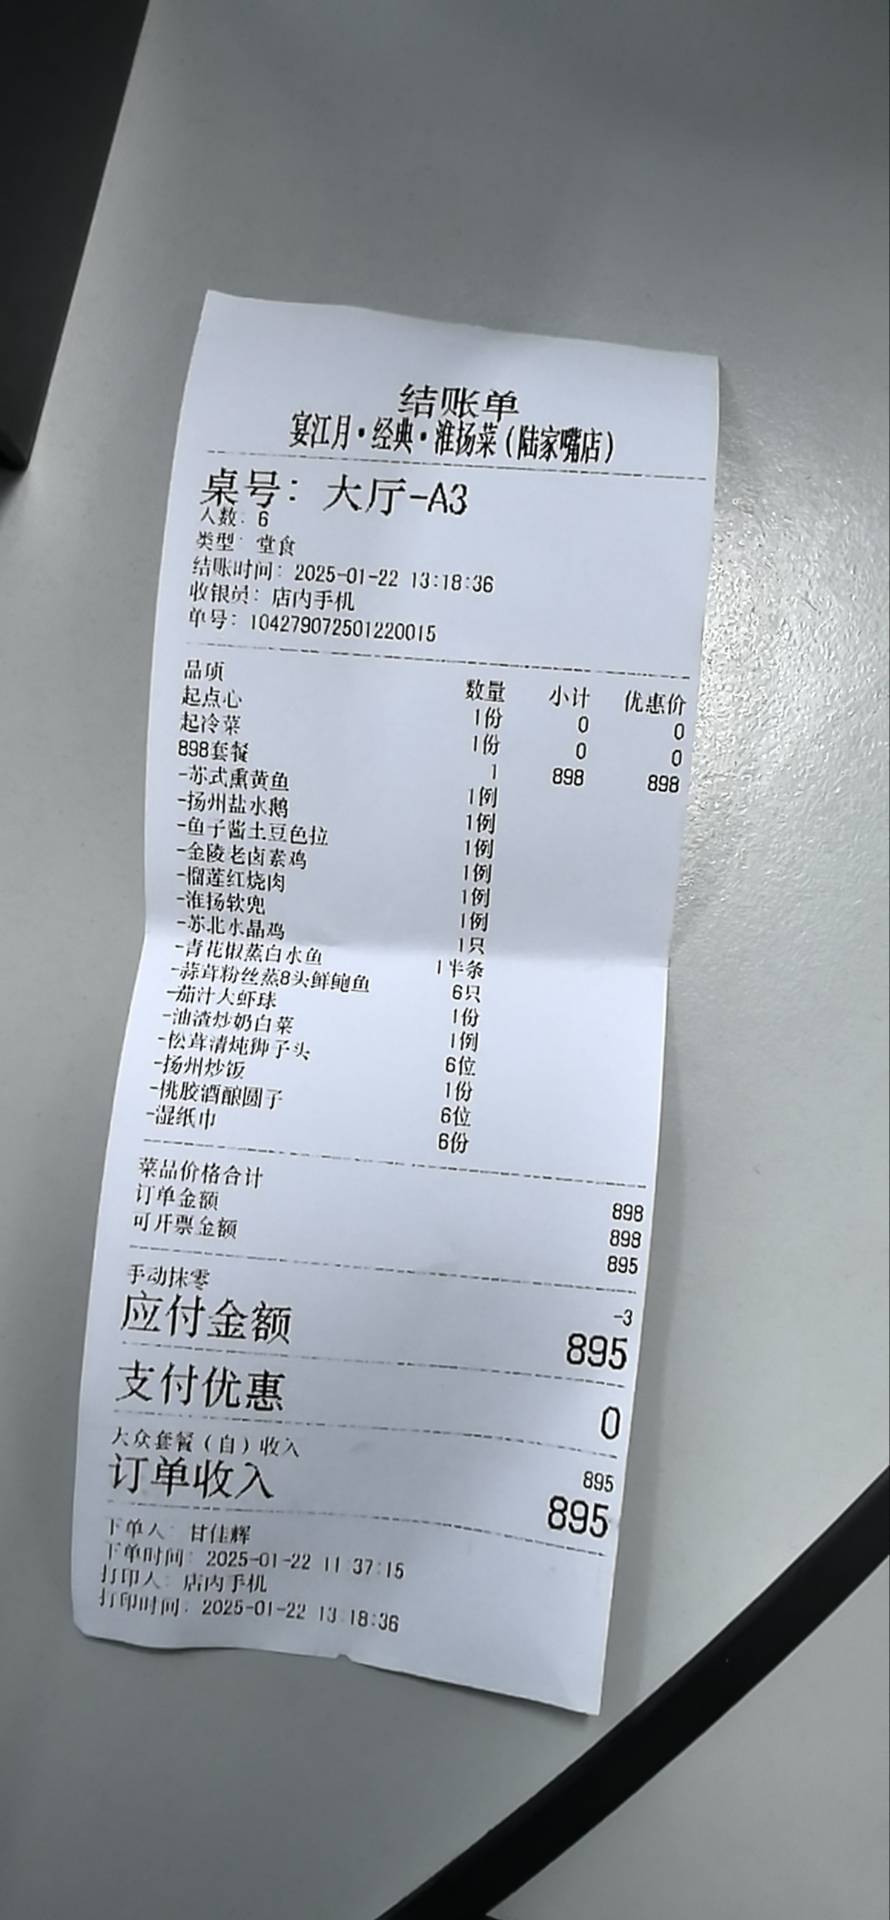 结账单
宴江月·经典·淮扬菜(陆家嘴店)
桌号: 大厅-A3
人数: 6
类型: 堂食
结账时间: 2025-01-22 13:18:36
收银员: 店内手机
单号: 104279072501220015
品项 数量 小计 优惠价
起点心 1份 0 0
起冷菜 1份 0 0
898套餐 1 898 898
-苏式熏黄鱼 1例
-扬州盐水鹅 1例
-鱼子酱土豆色拉 1例
-金陵老卤素鸡 1例
-榴莲红烧肉 1例
-淮扬软兜 1例
-苏北水晶鸡 1只
-青花椒蒸白水鱼 1半条
-蒜茸粉丝蒸8头鲜鲍鱼 6只
-茄汁大虾球 1份
-油渣炒奶白菜 1例
-松茸清炖狮子头 6位
-扬州炒饭 1份
-桃胶酒酿圆子 6位
-湿纸巾 6份
菜品价格合计 898
订单金额 898
可开票金额 895
手动抹零 -3
应付金额 895
支付优惠 0
大众套餐(自)收入 895
订单收入 895
下单人: 甘佳辉
下单时间: 2025-01-22 11:37:15
打印人: 店内手机
打印时间: 2025-01-22 13:18:36